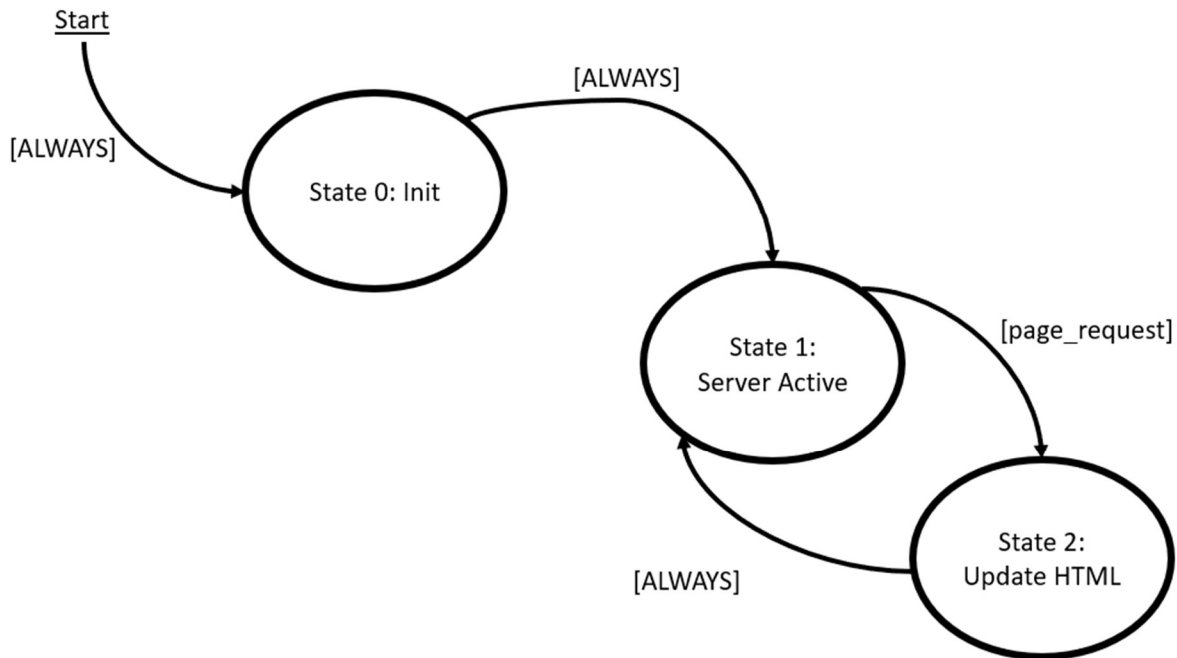 Start
[ALWAYS]
[ALWAYS]
State 0: Init
State 1:
Server Active
[page_request]
State 2:
Update HTML
[ALWAYS]